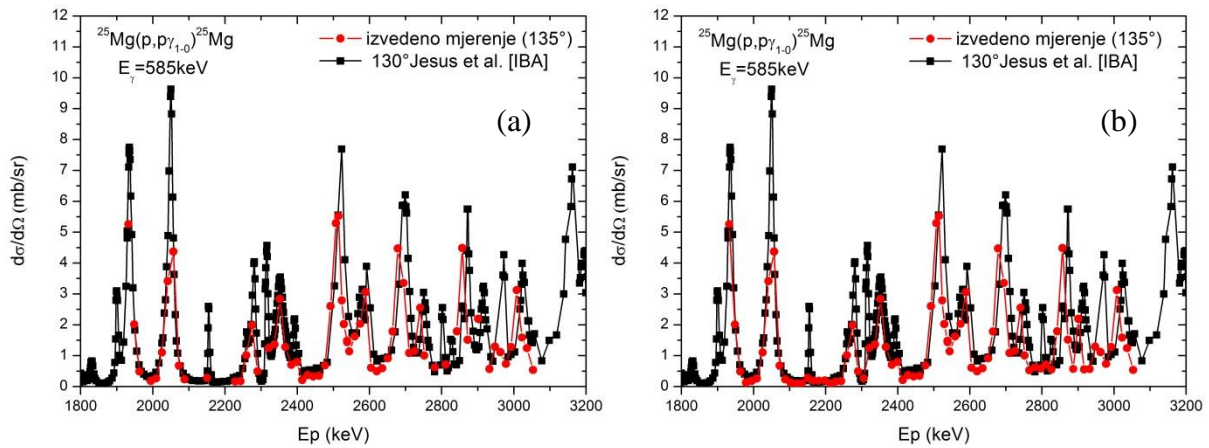 ²⁵Mg(p,pγ₁₋₀)²⁵Mg
E_γ=585keV
izvedeno mjerenje (135°)
130°Jesus et al. [IBA]
(a)
dσ/dΩ (mb/sr)
12
11
10
9
8
7
6
5
4
3
2
1
0
1800 2000 2200 2400 2600 2800 3000 3200
Ep (keV)
²⁵Mg(p,pγ₁₋₀)²⁵Mg
E_γ=585keV
izvedeno mjerenje (135°)
130°Jesus et al. [IBA]
(b)
dσ/dΩ (mb/sr)
12
11
10
9
8
7
6
5
4
3
2
1
0
1800 2000 2200 2400 2600 2800 3000 3200
Ep (keV)